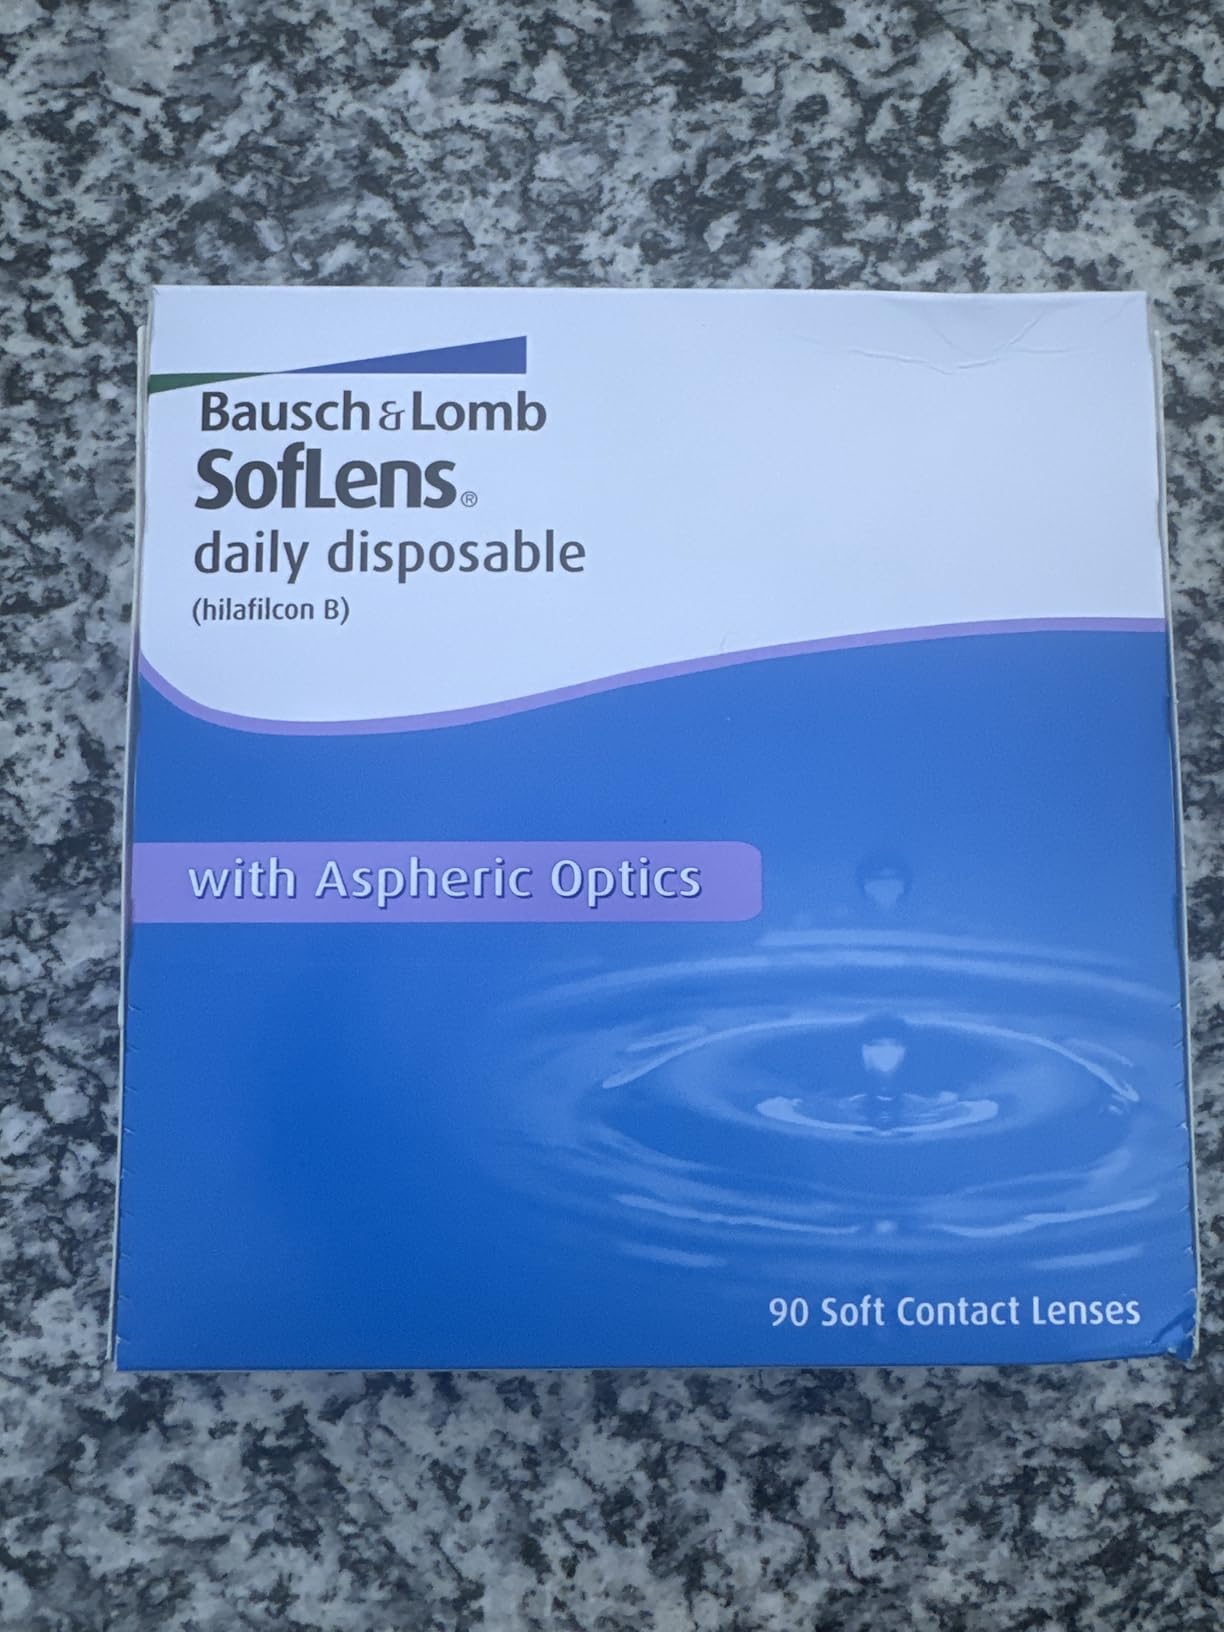 Bausch & Lomb
SofLens®
daily disposable
(hilafilcon B)
with Aspheric Optics
90 Soft Contact Lenses